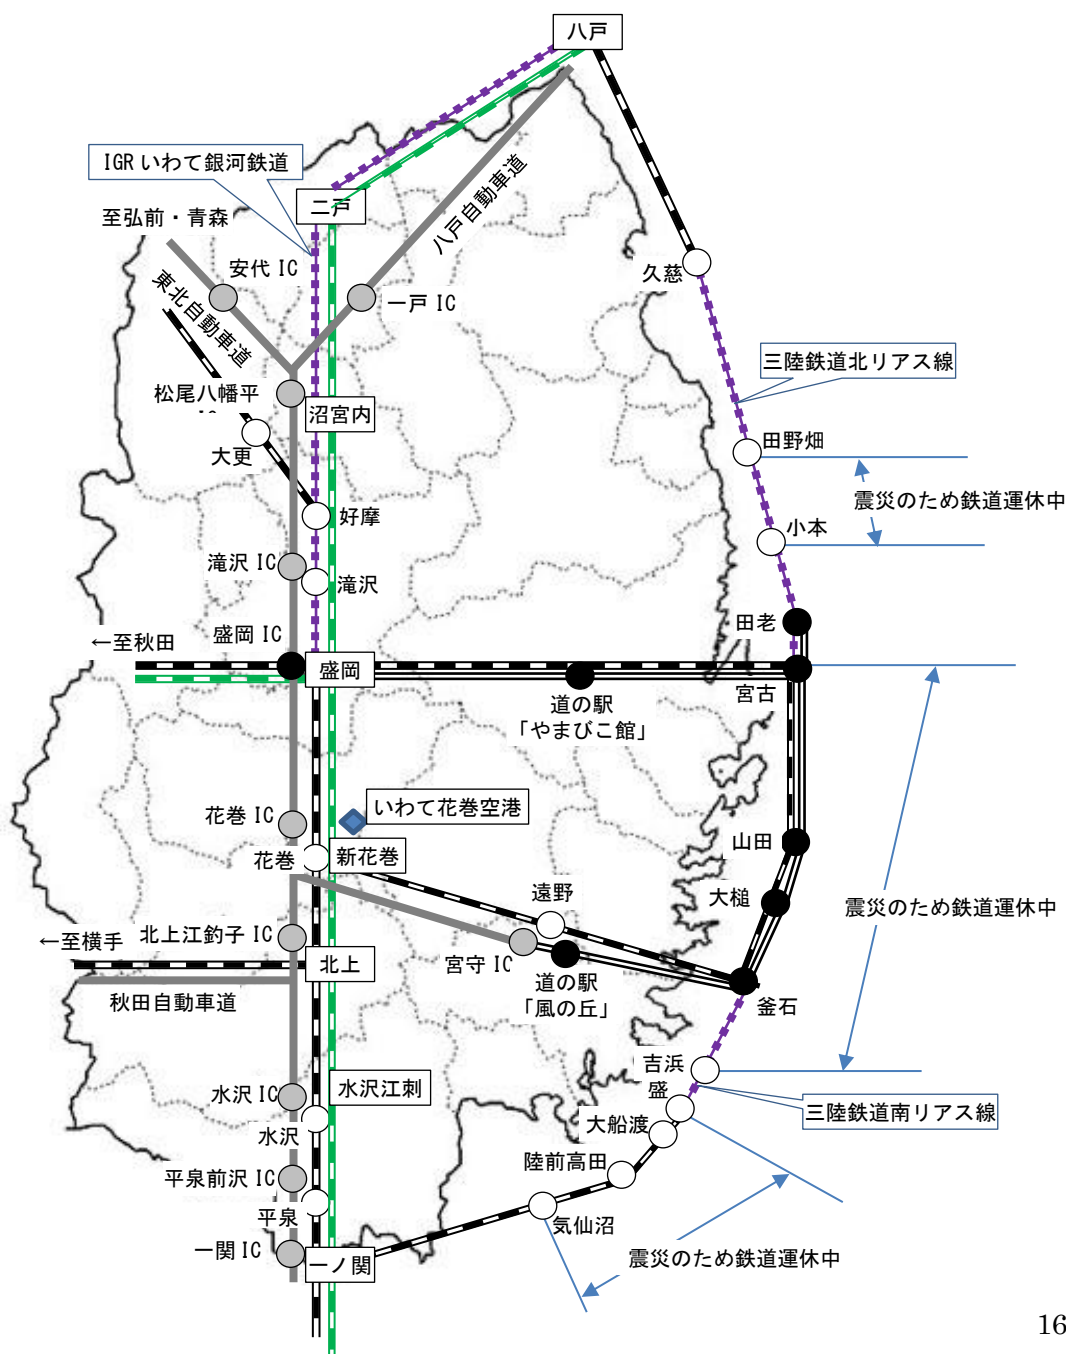 八戸
IGR いわて銀河鉄道
二戸
至弘前・青森
八戸自動車道
安代 IC
久慈
東北自動車道
一戸 IC
三陸鉄道北リアス線
松尾八幡平
沼宮内
大更
田野畑
震災のため鉄道運休中
好摩
小本
滝沢 IC
滝沢
田老
盛岡 IC
←至秋田
盛岡
宮古
道の駅
「やまびこ館」
いわて花巻空港
花巻 IC
山田
花巻
新花巻
遠野
大槌
震災のため鉄道運休中
北上江釣子 IC
←至横手
宮守 IC
北上
道の駅
「風の丘」
秋田自動車道
釜石
吉浜
水沢 IC
水沢江刺
盛
三陸鉄道南リアス線
水沢
大船渡
陸前高田
平泉前沢 IC
平泉
気仙沼
一関 IC
一ノ関
震災のため鉄道運休中
16